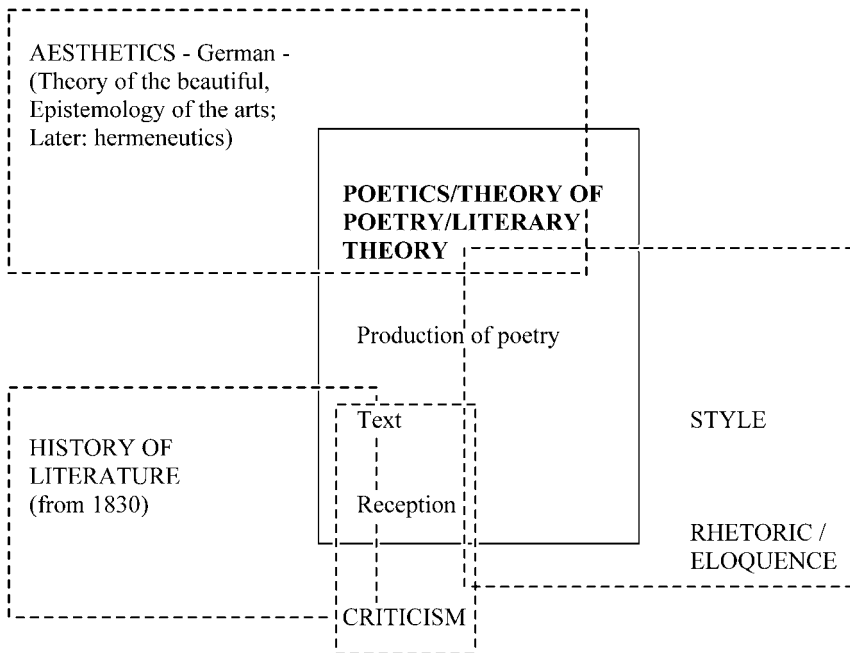 AESTHETICS - German -
(Theory of the beautiful,
Epistemology of the arts;
Later: hermeneutics)
POETICS/THEORY OF
POETRY/LITERARY
THEORY
Production of poetry
Text
STYLE
HISTORY OF
LITERATURE
(from 1830)
Reception
RHETORIC /
ELOQUENCE
CRITICISM